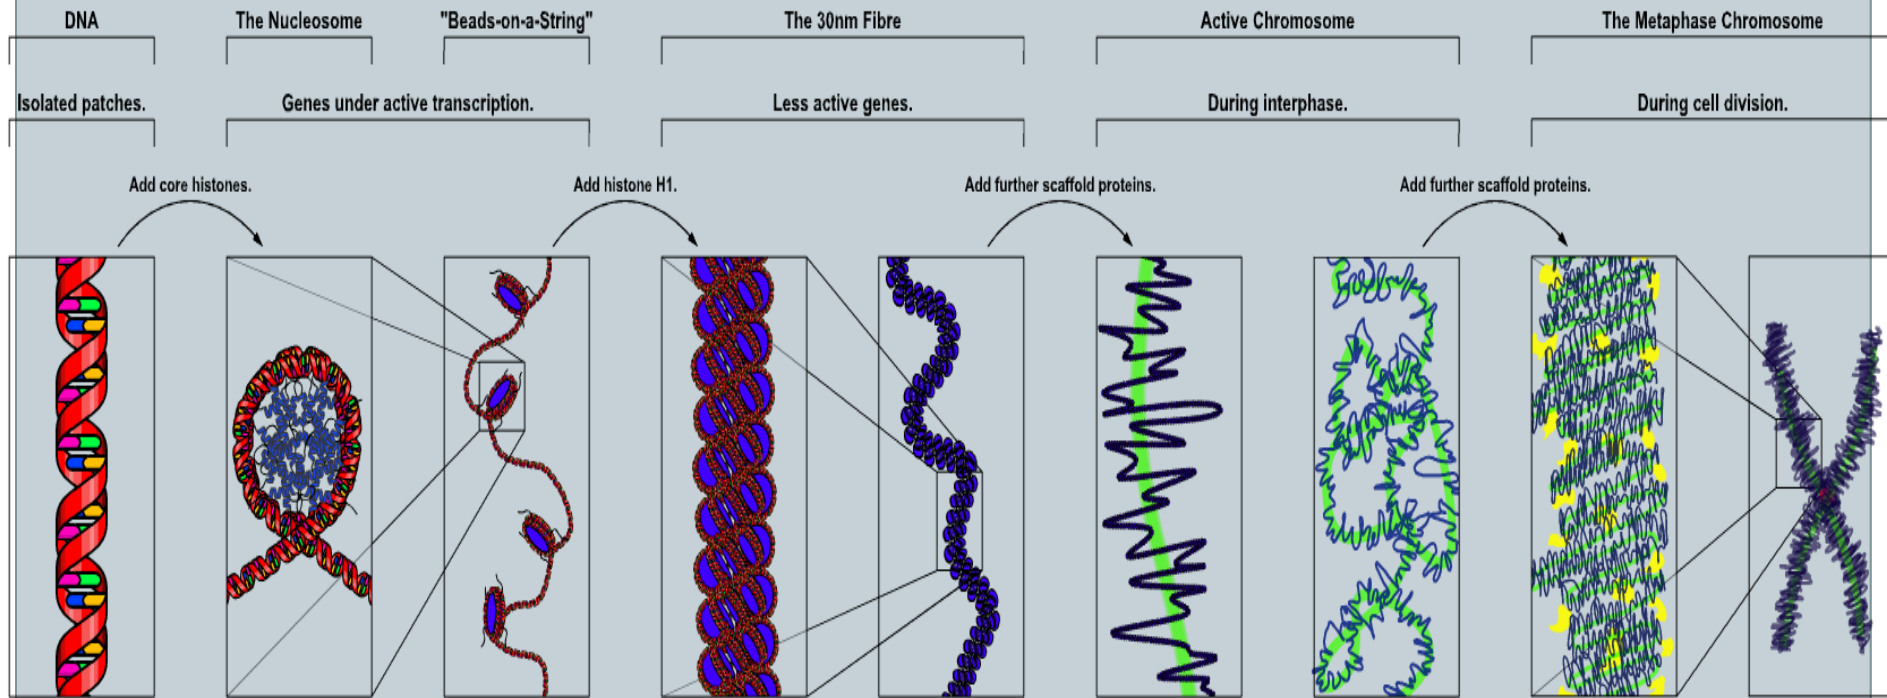 DNA
The Nucleosome
"Beads-on-a-String"
The 30nm Fibre
Active Chromosome
The Metaphase Chromosome
Isolated patches.
Genes under active transcription.
Less active genes.
During interphase.
During cell division.
Add core histones.
Add histone H1.
Add further scaffold proteins.
Add further scaffold proteins.